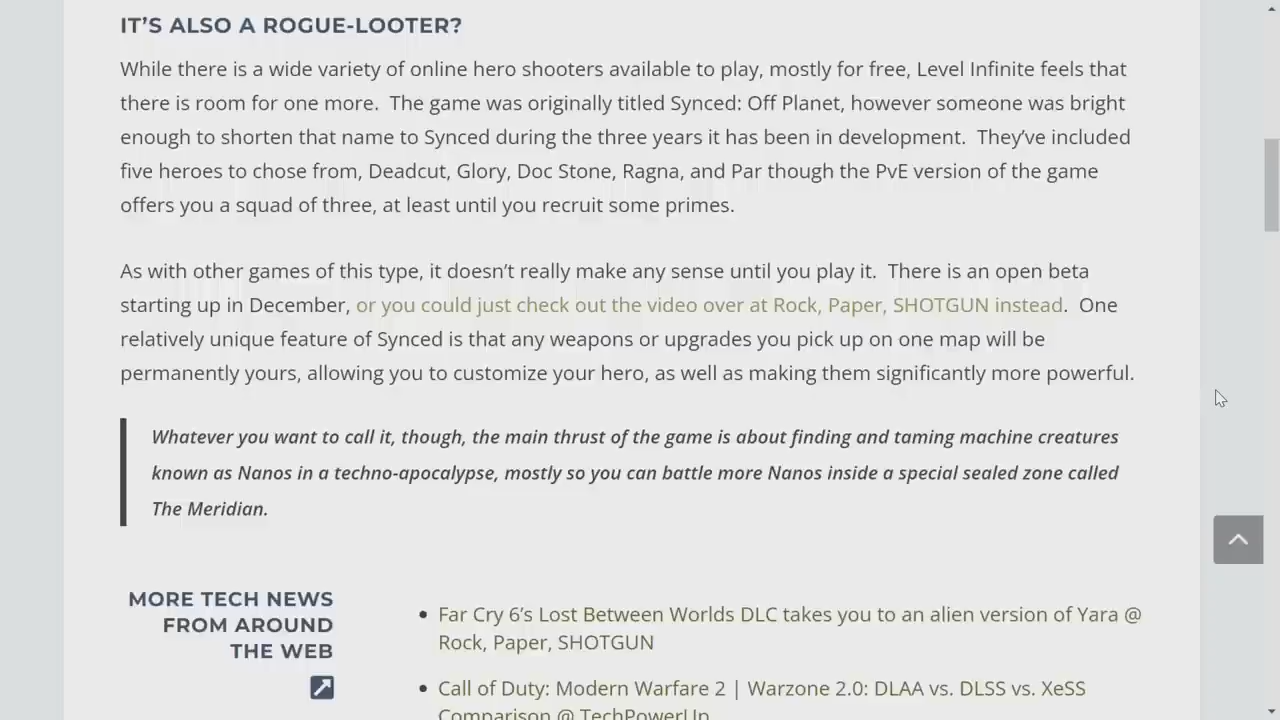 IT'S ALSO A ROGUE-LOOTER?
While there is a wide variety of online hero shooters available to play, mostly for free, Level Infinite feels that
there is room for one more.  The game was originally titled Synced: Off Planet, however someone was bright
enough to shorten that name to Synced during the three years it has been in development.  They've included
five heroes to chose from, Deadcut, Glory, Doc Stone, Ragna, and Par though the PvE version of the game
offers you a squad of three, at least until you recruit some primes.
As with other games of this type, it doesn't really make any sense until you play it.  There is an open beta
starting up in December, or you could just check out the video over at Rock, Paper, SHOTGUN instead.  One
relatively unique feature of Synced is that any weapons or upgrades you pick up on one map will be
permanently yours, allowing you to customize your hero, as well as making them significantly more powerful.
Whatever you want to call it, though, the main thrust of the game is about finding and taming machine creatures
known as Nanos in a techno-apocalypse, mostly so you can battle more Nanos inside a special sealed zone called
The Meridian.
MORE TECH NEWS
FROM AROUND
THE WEB
• Far Cry 6's Lost Between Worlds DLC takes you to an alien version of Yara @
Rock, Paper, SHOTGUN
• Call of Duty: Modern Warfare 2 | Warzone 2.0: DLAA vs. DLSS vs. XeSS
Comparison @ TechPowerUp